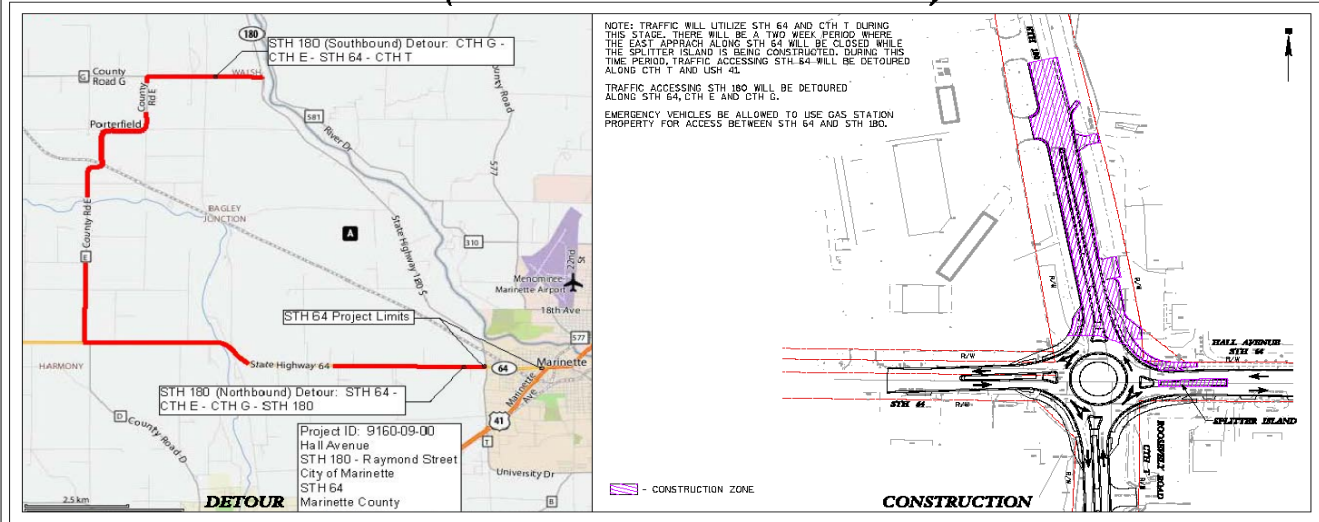 180
STH 180 (Southbound) Detour: CTH G -
CTH E - STH 64 - CTH T
G
County
Road G
WALSH
County
Rd E
Porterfield
581
River Dr
ounty Road
577
BAGLEY
JUNCTION
A
State Highway 180 S
310
22nd
Menominee
Marinette Airport
18th Ave
577
County Rd E
E
STH 64 Project Limits
Marinette
64
HARMONY
State Highway 64
Marinette
Ave
STH 180 (Northbound) Detour: STH 64 -
CTH E - CTH G - STH 180
41
D
County Road D
T
Project ID: 9160-09-00
Hall Avenue
STH 180 - Raymond Street
City of Marinette
STH 64
Marinette County
University Dr
B
2.5 km
DETOUR
NOTE: TRAFFIC WILL UTILIZE STH 64 AND CTH T DURING
THIS STAGE. THERE WILL BE A TWO WEEK PERIOD WHERE
THE EAST APPRACH ALONG STH 64 WILL BE CLOSED WHILE
THE SPLITTER ISLAND IS BEING CONSTRUCTED. DURING THIS
TIME PERIOD, TRAFFIC ACCESSING STH 64 WILL BE DETOURED
ALONG CTH T AND USH 41.
TRAFFIC ACCESSING STH 180 WILL BE DETOURED
ALONG STH 64, CTH E AND CTH G.
EMERGENCY VEHICLES BE ALLOWED TO USE GAS STATION
PROPERTY FOR ACCESS BETWEEN STH 64 AND STH 180.
STH 180
R/W
R/W
HALL AVENUE
STH 64
R/W
R/W
STH 64
R/W
SPLITTER ISLAND
ROOSEVELT ROAD
CTH T
R/W
R/W
- CONSTRUCTION ZONE
CONSTRUCTION